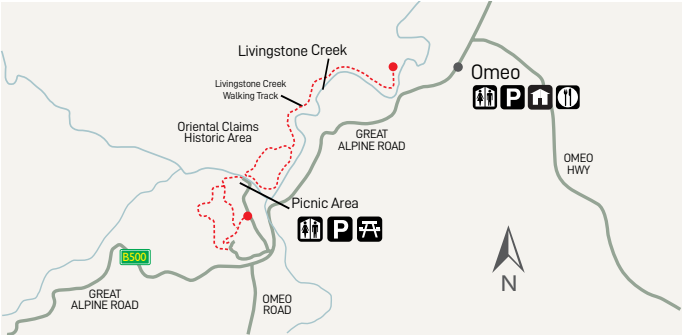 Livingstone Creek
Livingstone Creek
Walking Track
Omeo
P
Oriental Claims
Historic Area
GREAT
ALPINE ROAD
OMEO
HWY
Picnic Area
P
B500
N
GREAT
ALPINE ROAD
OMEO
ROAD